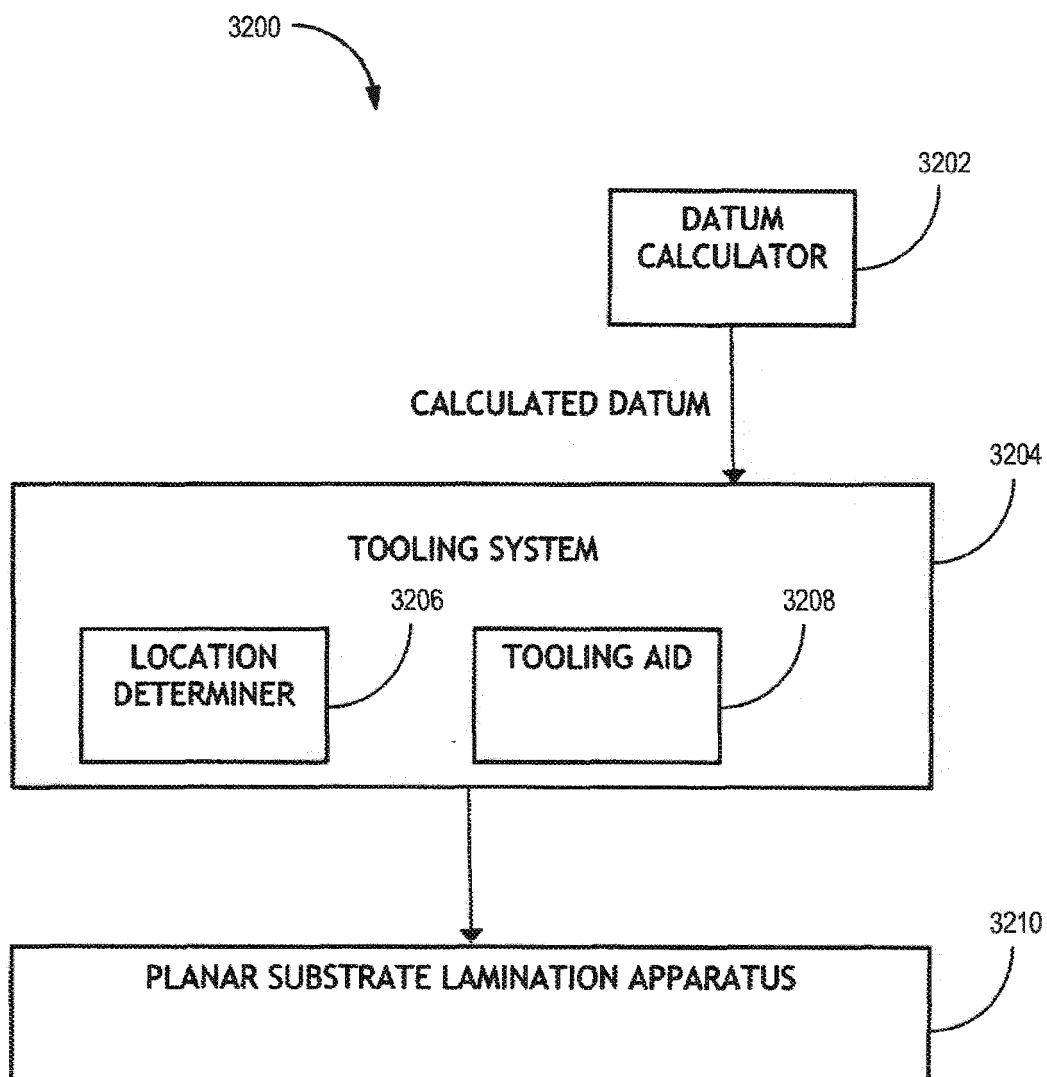 3200
3202
DATUM
CALCULATOR
CALCULATED DATUM
3204
TOOLING SYSTEM
3206
3208
LOCATION
DETERMINER
TOOLING AID
3210
PLANAR SUBSTRATE LAMINATION APPARATUS